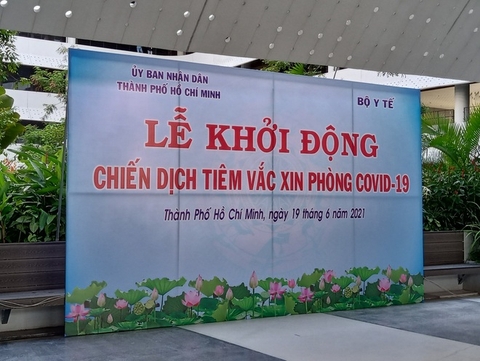 ỦY BAN NHÂN DÂN
THÀNH PHỐ HỒ CHÍ MINH
BỘ Y TẾ
LỄ KHỞI ĐỘNG
CHIẾN DỊCH TIÊM VẮC XIN PHÒNG COVID-19
Thành Phố Hồ Chí Minh, ngày 19 tháng 6 năm 2021